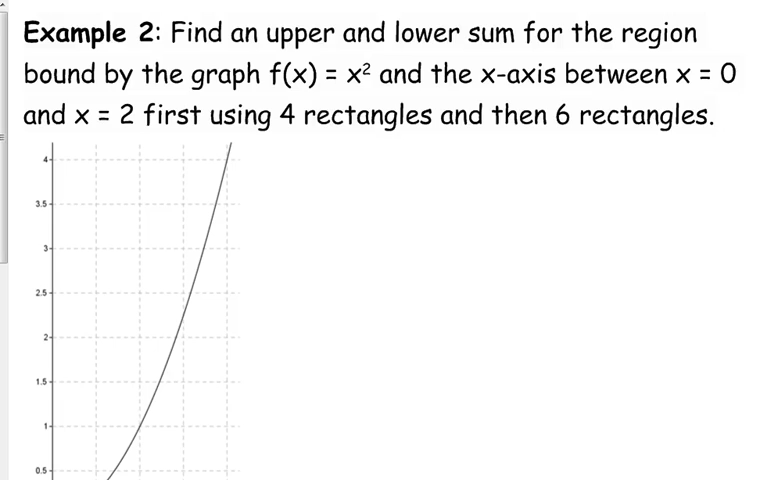 Example 2: Find an upper and lower sum for the region
bound by the graph f(x) = x² and the x-axis between x = 0
and x = 2 first using 4 rectangles and then 6 rectangles.
4
3.5
3
2.5
2
1.5
1
0.5